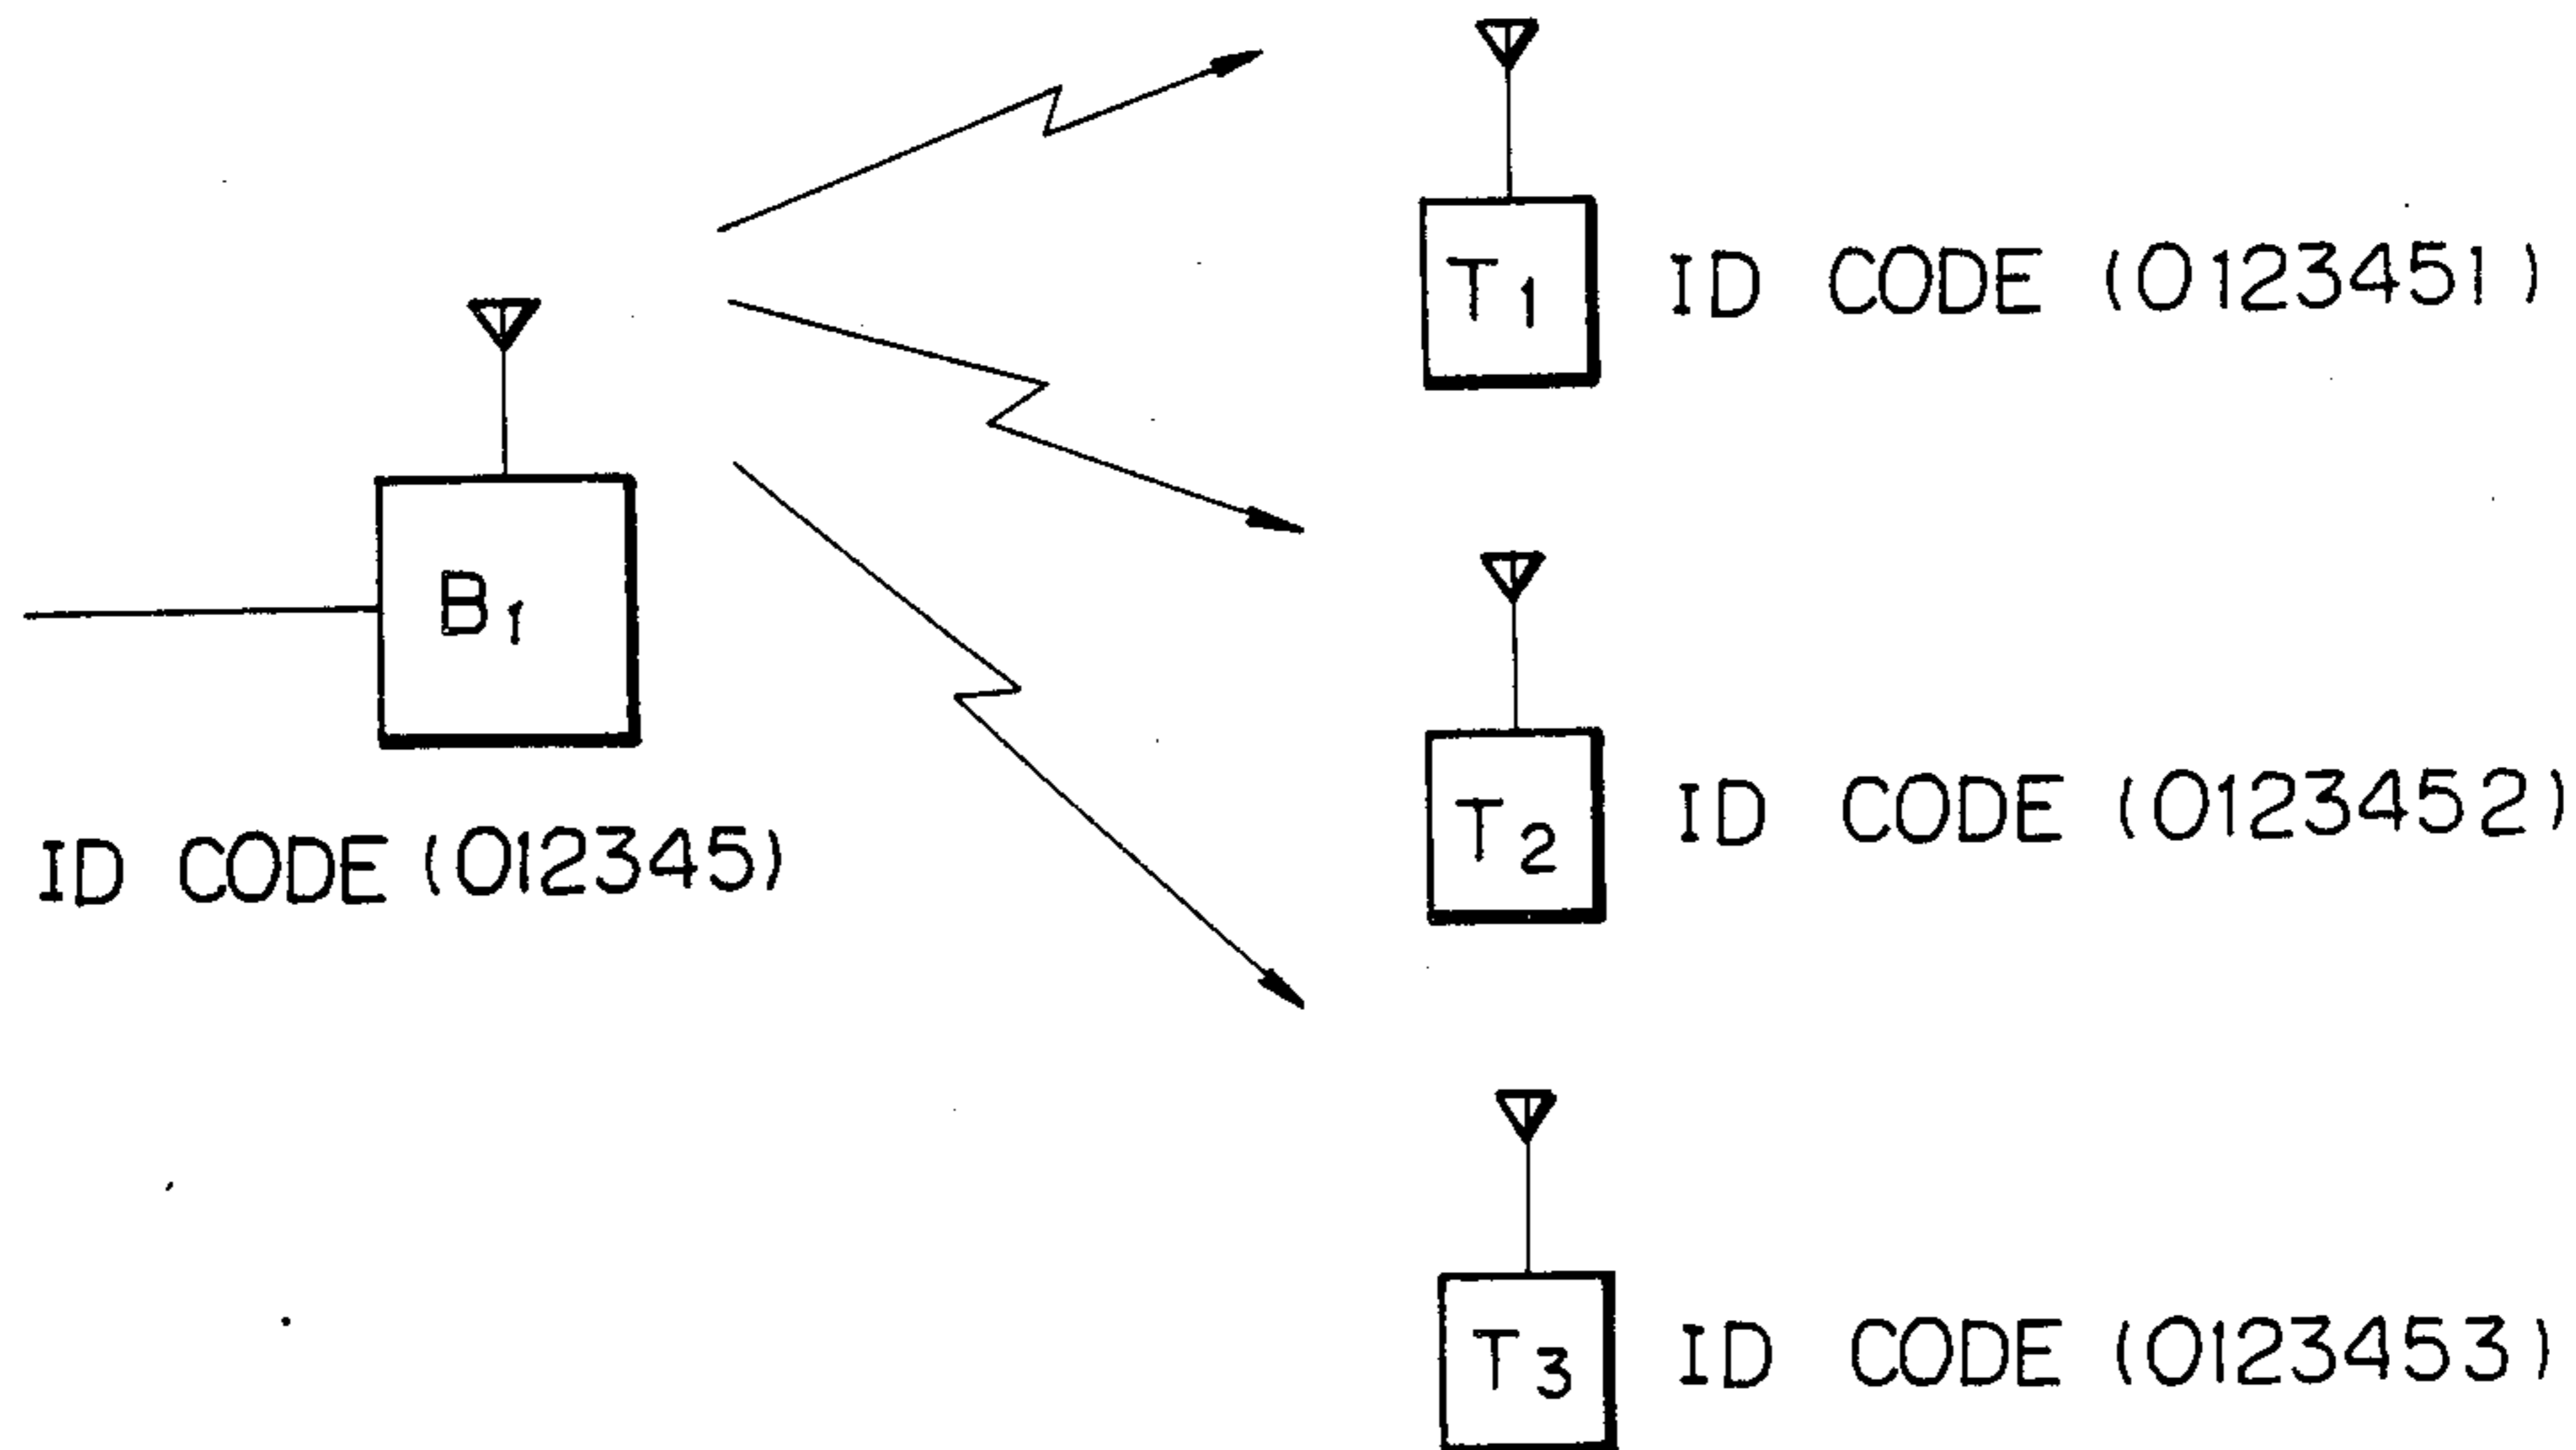 T1 ID CODE (0123451)
B1
ID CODE (012345)
T2 ID CODE (0123452)
T3 ID CODE (0123453)